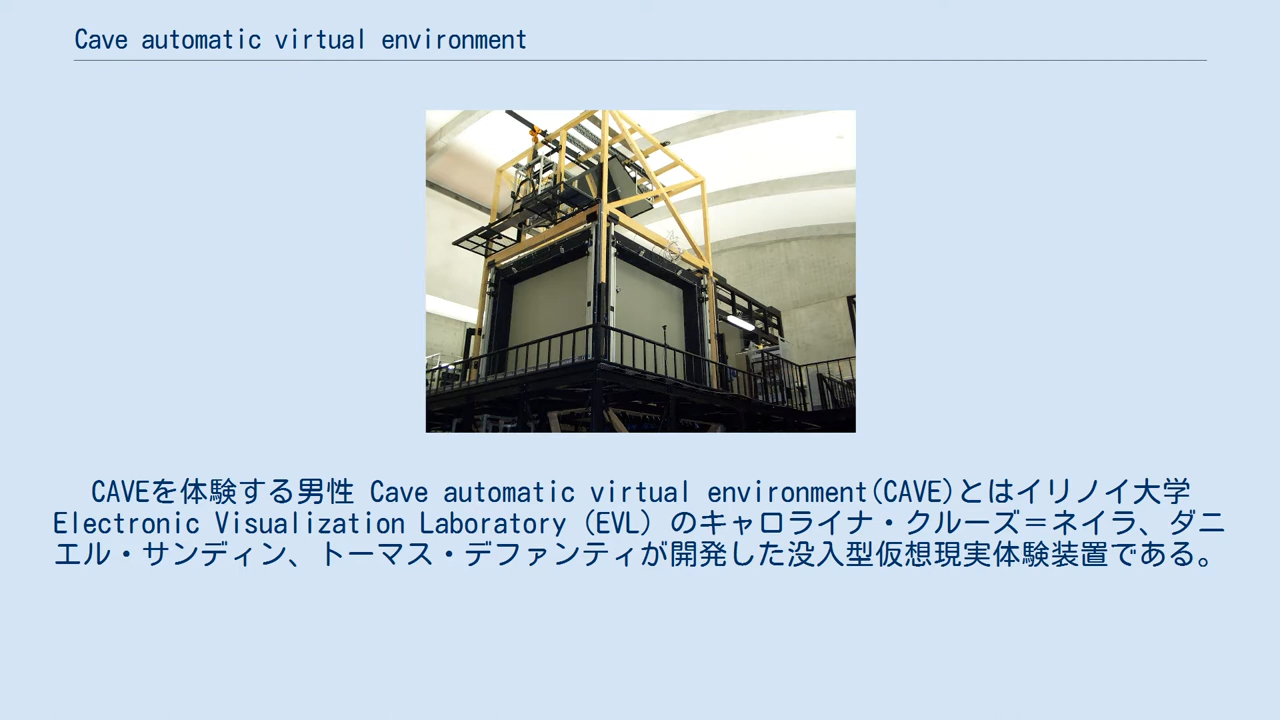 Cave automatic virtual environment
CAVEを体験する男性 Cave automatic virtual environment(CAVE)とはイリノイ大学
Electronic Visualization Laboratory（EVL）のキャロライナ・クルーズ＝ネイラ、ダニ
エル・サンディン、トーマス・デファンティが開発した没入型仮想現実体験装置である。